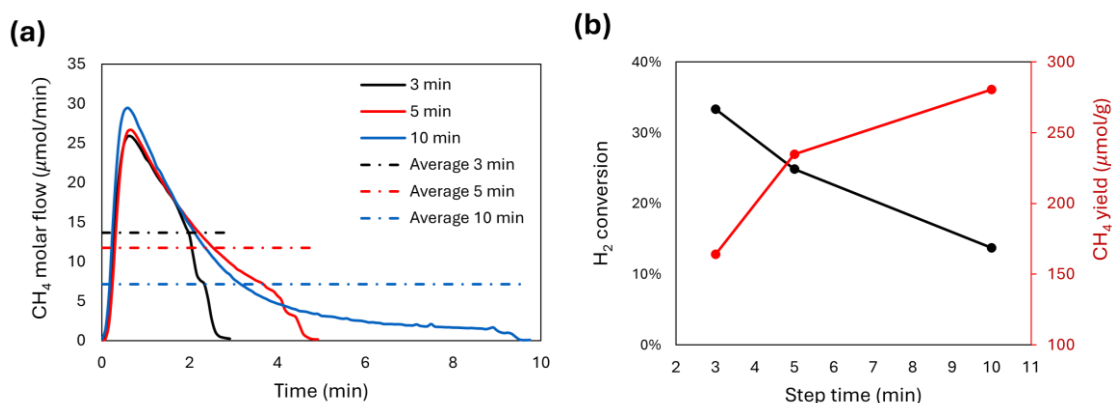 (a)
CH₄ molar flow (μmol/min)
35
30
25
20
15
10
5
0
0 2 4 6 8 10
Time (min)
3 min
5 min
10 min
Average 3 min
Average 5 min
Average 10 min
(b)
H₂ conversion
40%
30%
20%
10%
0%
2 3 4 5 6 7 8 9 10 11
Step time (min)
300
250
200
150
100
CH₄ yield (μmol/g)